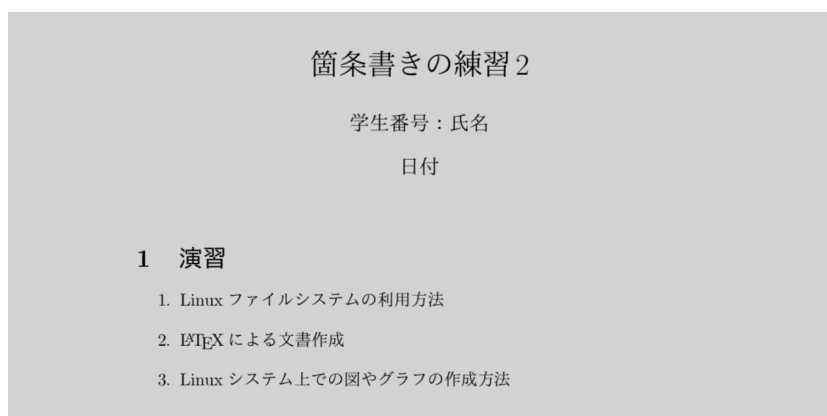 箇条書きの練習2
学生番号：氏名
日付
1 演習
1. Linux ファイルシステムの利用方法
2. LATEX による文書作成
3. Linux システム上での図やグラフの作成方法